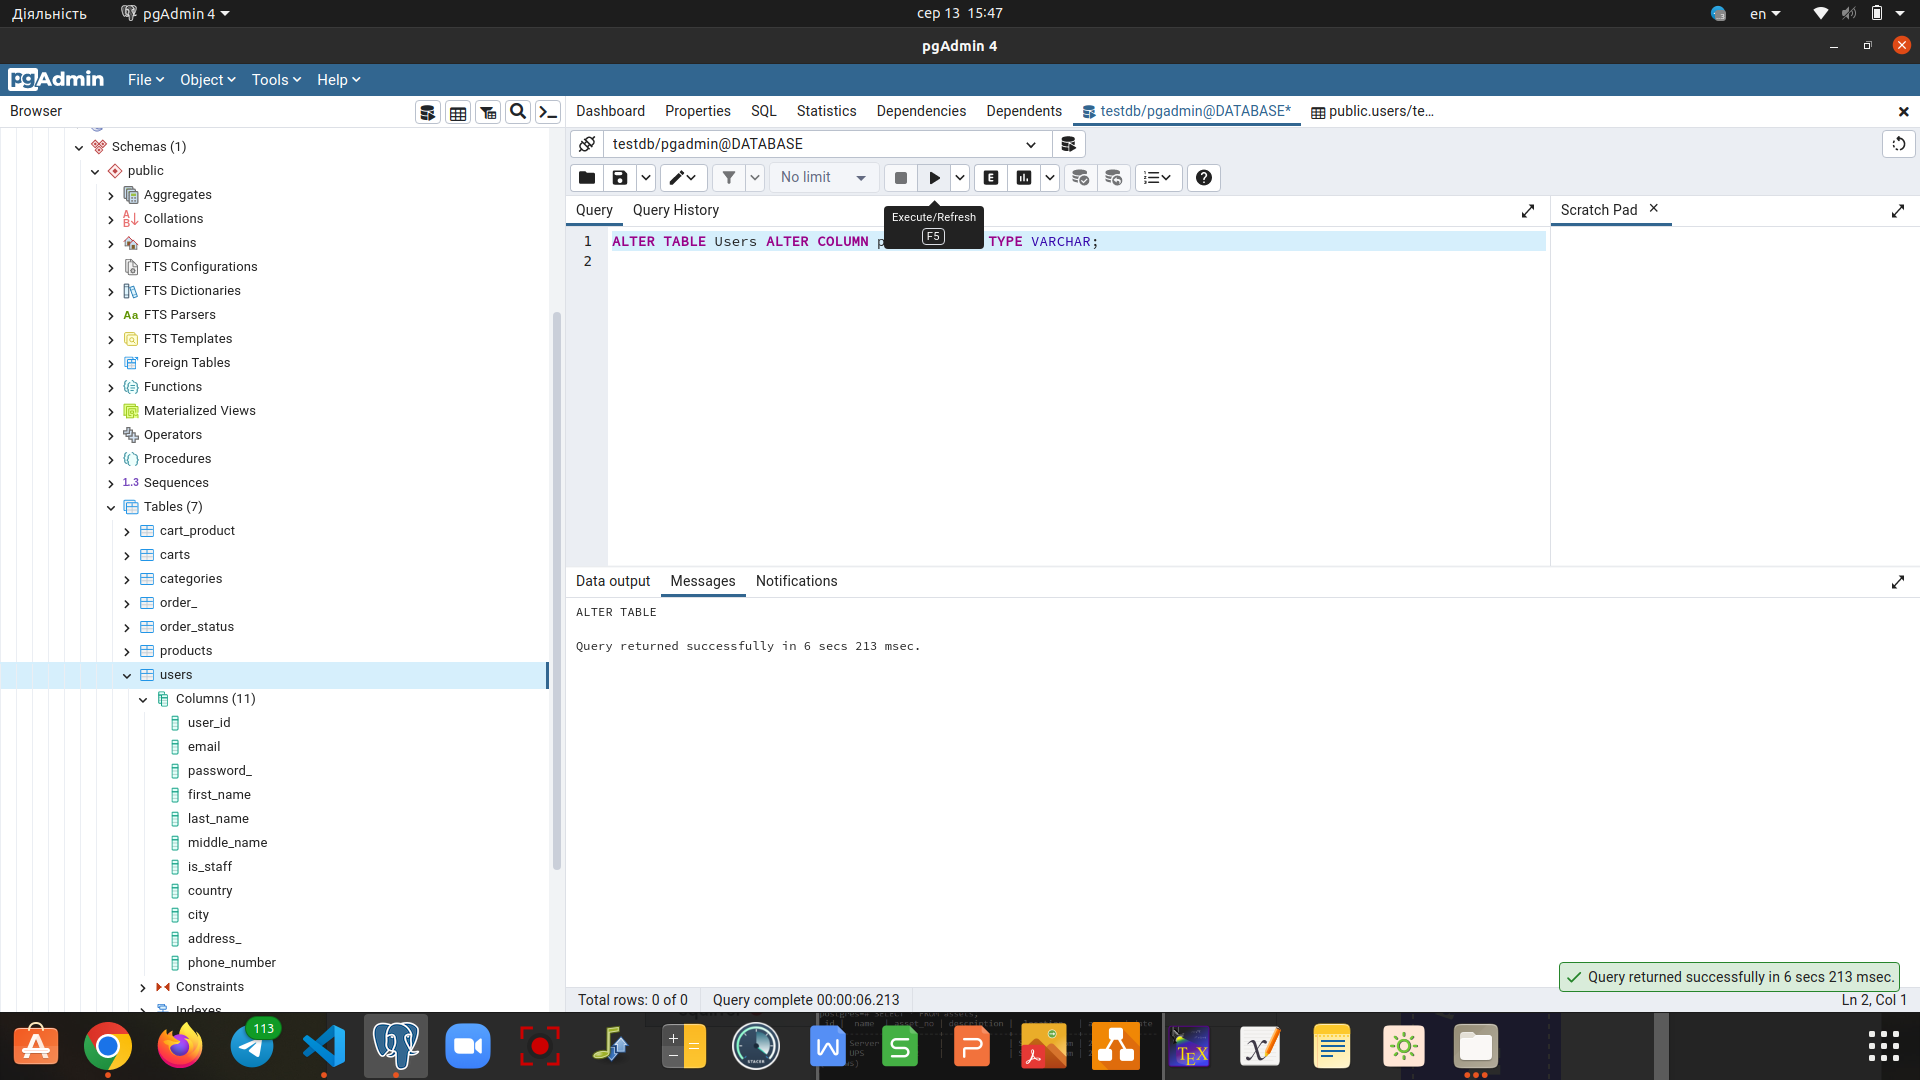 Діяльність
pgAdmin 4
сер 13 15:47
en
pgAdmin 4
pgAdmin
File
Object
Tools
Help
Browser
Dashboard
Properties
SQL
Statistics
Dependencies
Dependents
testdb/pgadmin@DATABASE*
public.users/te...
testdb/pgadmin@DATABASE
No limit
Query
Query History
Execute/Refresh
F5
Scratch Pad
1
ALTER TABLE Users ALTER COLUMN p TYPE VARCHAR;
2
Schemas (1)
public
Aggregates
Collations
Domains
FTS Configurations
FTS Dictionaries
Aa FTS Parsers
FTS Templates
Foreign Tables
Functions
Materialized Views
Operators
Procedures
1..3 Sequences
Tables (7)
cart_product
carts
categories
order_
order_status
products
users
Columns (11)
user_id
email
password_
first_name
last_name
middle_name
is_staff
country
city
address_
phone_number
Constraints
Indexes
Data output
Messages
Notifications
ALTER TABLE
Query returned successfully in 6 secs 213 msec.
Query returned successfully in 6 secs 213 msec.
Total rows: 0 of 0
Query complete 00:00:06.213
Ln 2, Col 1
113